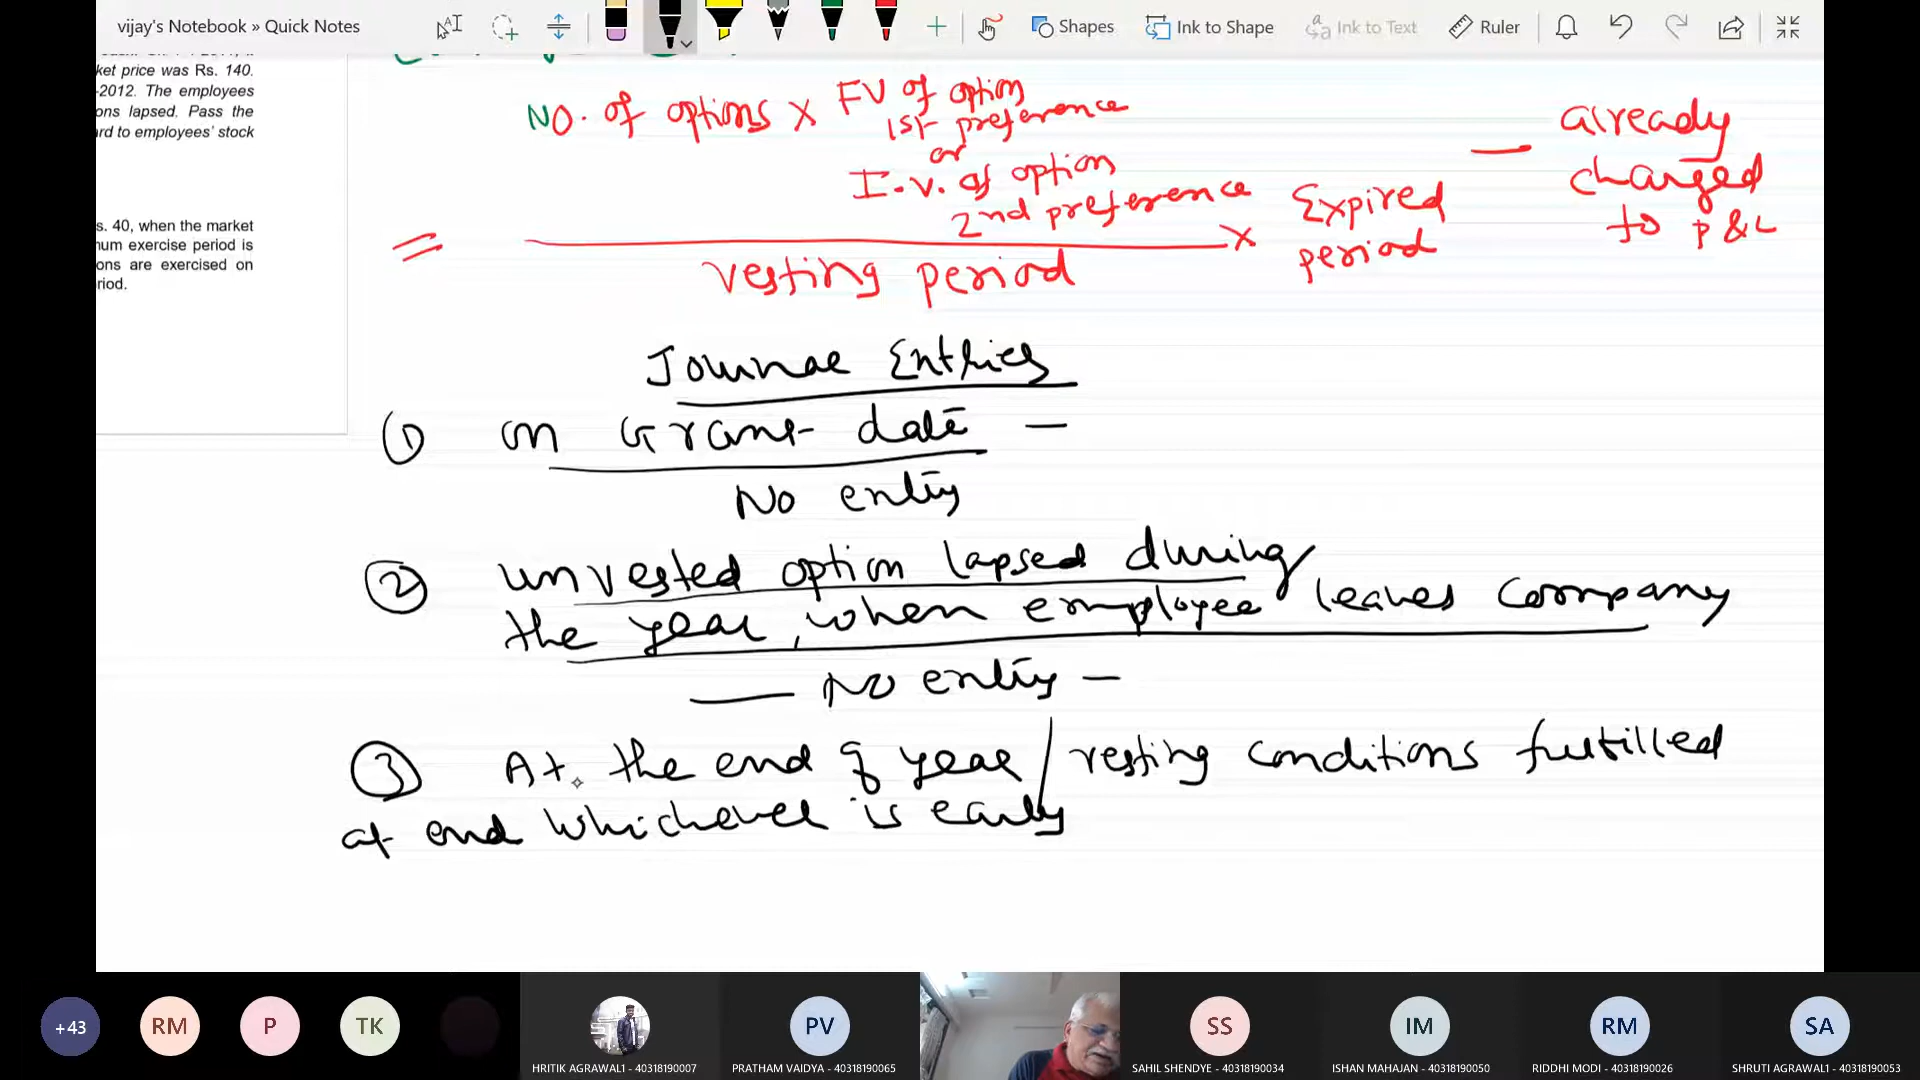 vijay's Notebook » Quick Notes
Shapes
Ink to Shape
Ink to Text
Ruler
ket price was Rs. 140.
-2012. The employees
ons lapsed. Pass the
rd to employees' stock
s. 40, when the market
num exercise period is
ons are exercised on
riod.
No. of options X FV of option
1st preference
or
I.V. of option
2nd preference
= X Expired period
vesting period
— already charged to P & L
Journal Entries
① on Grant date —
No entry
② unvested option lapsed during
the year, when employee leaves company
— No entry —
③ At the end of year / vesting conditions fulfilled
at end whichever is early
+43
RM
P
TK
HRITIK AGRAWAL1 - 40318190007
PV
PRATHAM VAIDYA - 40318190065
SS
SAHIL SHENDYE - 40318190034
IM
ISHAN MAHAJAN - 40318190050
RM
RIDDHI MODI - 40318190026
SA
SHRUTI AGRAWAL1 - 40318190053